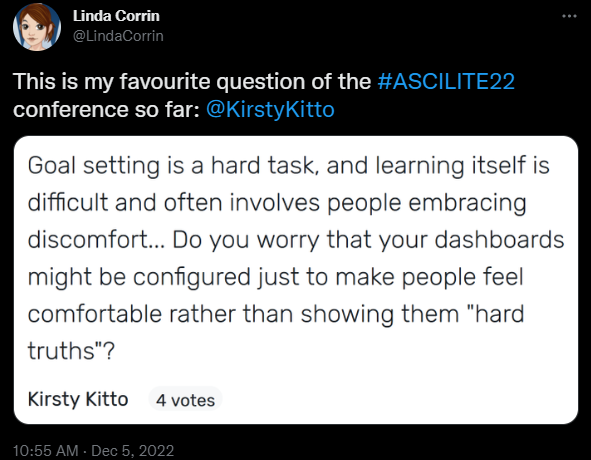 Linda Corrin
@LindaCorrin
This is my favourite question of the #ASCILITE22
conference so far: @KirstyKitto
Goal setting is a hard task, and learning itself is
difficult and often involves people embracing
discomfort... Do you worry that your dashboards
might be configured just to make people feel
comfortable rather than showing them "hard
truths"?
Kirsty Kitto 4 votes
10:55 AM · Dec 5, 2022